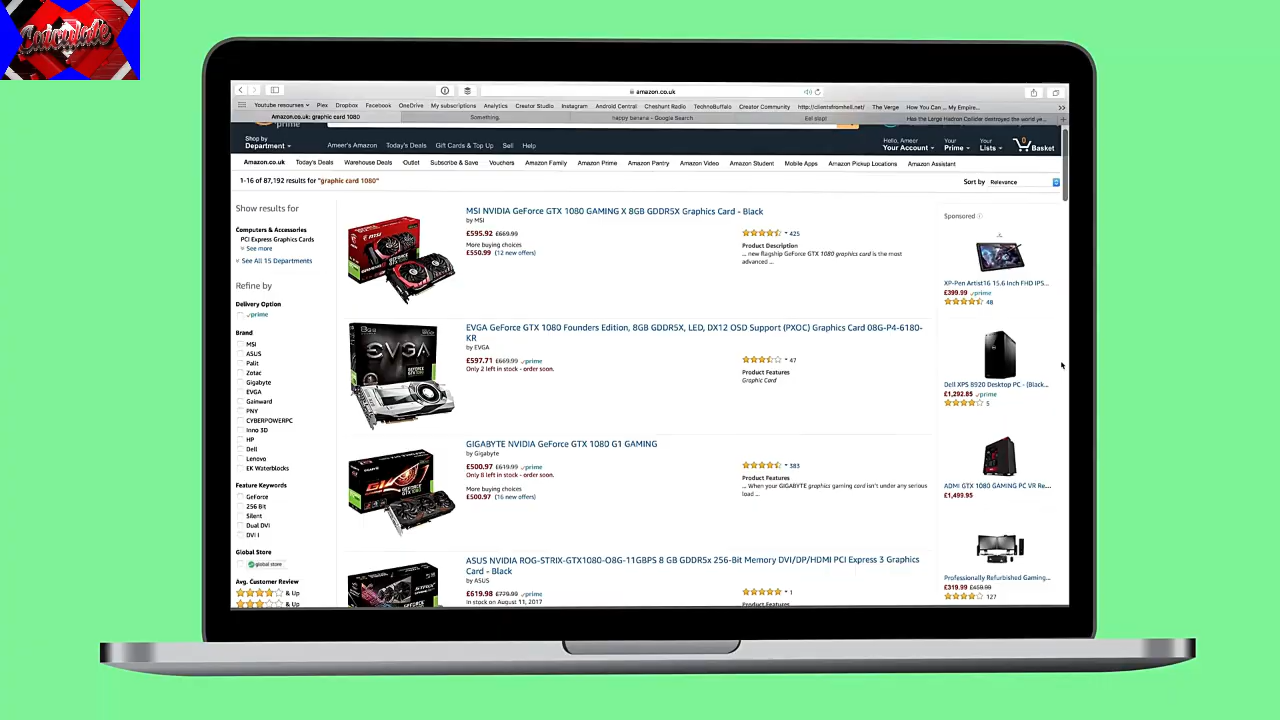 amazon.co.uk
Youtube resourses Plex Dropbox Facebook OneDrive My subscriptions Analytics Creator Studio Instagram Android Central Cheshunt Radio TechnoBuffalo Creator Community http://clientsfromhell.net/ The Verge How You Can ... My Empire...
Amazon.co.uk: graphic card 1080 Something. happy banana - Google Search Eel slap! Has the Large Hadron Collider destroyed the world ye...
prime
Shop by
Department
Ameer's Amazon Today's Deals Gift Cards & Top Up Sell Help
Hello, Ameer
Your Account
Your
Prime
Your
Lists
0
Basket
Amazon.co.uk Today's Deals Warehouse Deals Outlet Subscribe & Save Vouchers Amazon Family Amazon Prime Amazon Pantry Amazon Video Amazon Student Mobile Apps Amazon Pickup Locations Amazon Assistant
1-16 of 87,192 results for "graphic card 1080"
Sort by Relevance
Show results for
Computers & Accessories
PCI Express Graphics Cards
See more
See All 15 Departments
Refine by
Delivery Option
prime
Brand
MSI
ASUS
Palit
Zotac
Gigabyte
EVGA
Gainward
PNY
CYBERPOWERPC
Inno 3D
HP
Dell
Lenovo
EK Waterblocks
Feature Keywords
GeForce
256 Bit
Silent
Dual DVI
DVI I
Global Store
global store
Avg. Customer Review
& Up
& Up
MSI NVIDIA GeForce GTX 1080 GAMING X 8GB GDDR5X Graphics Card - Black
by MSI
£595.92 £669.99
More buying choices
£550.99 (12 new offers)
425
Product Description
... new flagship GeForce GTX 1080 graphics card is the most
advanced ...
EVGA
EVGA GeForce GTX 1080 Founders Edition, 8GB GDDR5X, LED, DX12 OSD Support (PXOC) Graphics Card 08G-P4-6180-
KR
by EVGA
£597.71 £669.99 prime
Only 2 left in stock - order soon.
47
Product Features
Graphic Card
GIGABYTE NVIDIA GeForce GTX 1080 G1 GAMING
by Gigabyte
£500.97 £619.99 prime
Only 8 left in stock - order soon.
More buying choices
£500.97 (16 new offers)
383
Product Features
... When your GIGABYTE graphics gaming card isn't under any serious
load ...
ASUS NVIDIA ROG-STRIX-GTX1080-O8G-11GBPS 8 GB GDDR5x 256-Bit Memory DVI/DP/HDMI PCI Express 3 Graphics
Card - Black
by ASUS
£619.98 £779.99 prime
In stock on August 11, 2017
1
Product Features
Sponsored
XP-Pen Artist16 15.6 Inch FHD IPS...
£399.99 prime
48
Dell XPS 8920 Desktop PC - (Black...
£1,292.85 prime
5
ADMI GTX 1080 GAMING PC VR Re...
£1,499.95
Professionally Refurbished Gaming...
£319.99 £459.99
127